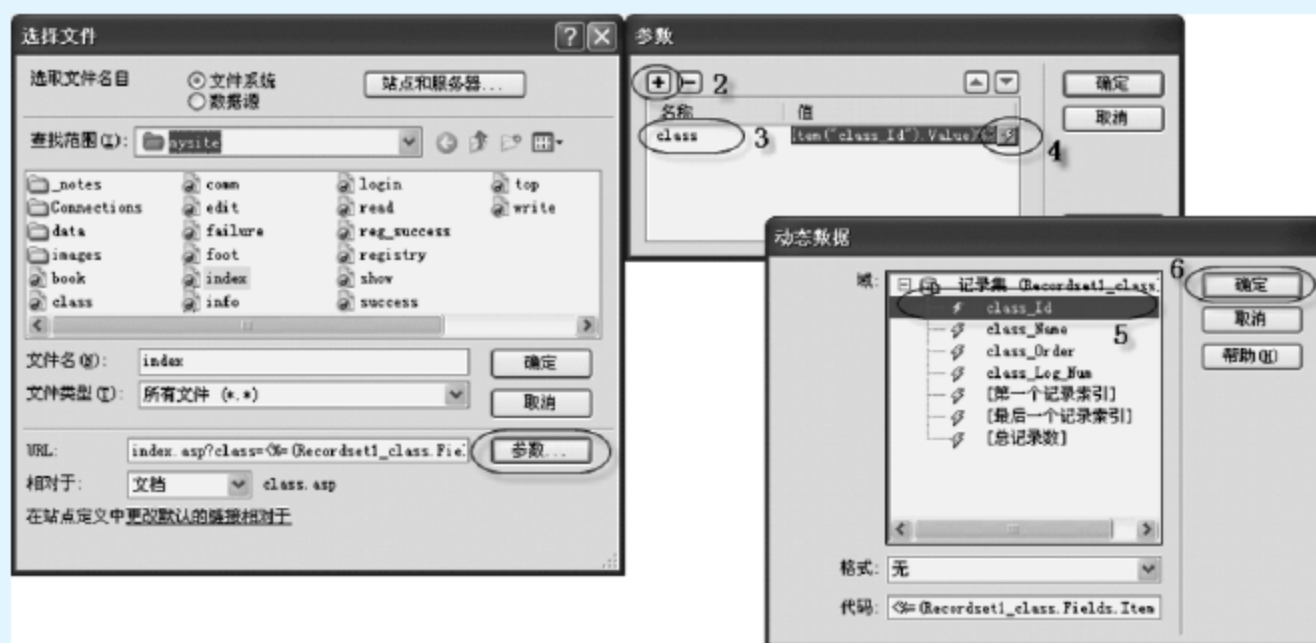 选择文件
选取文件名目
文件系统
数据源
站点和服务器...
查找范围(I):
mysite
_notes
Connections
data
images
book
class
comm
edit
failure
foot
index
info
login
read
reg_success
registry
show
success
top
write
文件名(N):
index
确定
文件类型(T):
所有文件 (*.*)
取消
URL:
index.asp?class=<%=(Recordset1_class.Fie
参数...
相对于:
文档
class.asp
在站点定义中更改默认的链接相对于
参数
2
确定
取消
名称
值
class
3
Item("class_Id").Value)
4
动态数据
域:
记录集 (Recordset1_class
class_Id
class_Name
class_Order
class_Log_Num
[第一个记录索引]
[最后一个记录索引]
[总记录数]
5
6
确定
取消
帮助(H)
格式:
无
代码:
<%=(Recordset1_class.Fields.Item